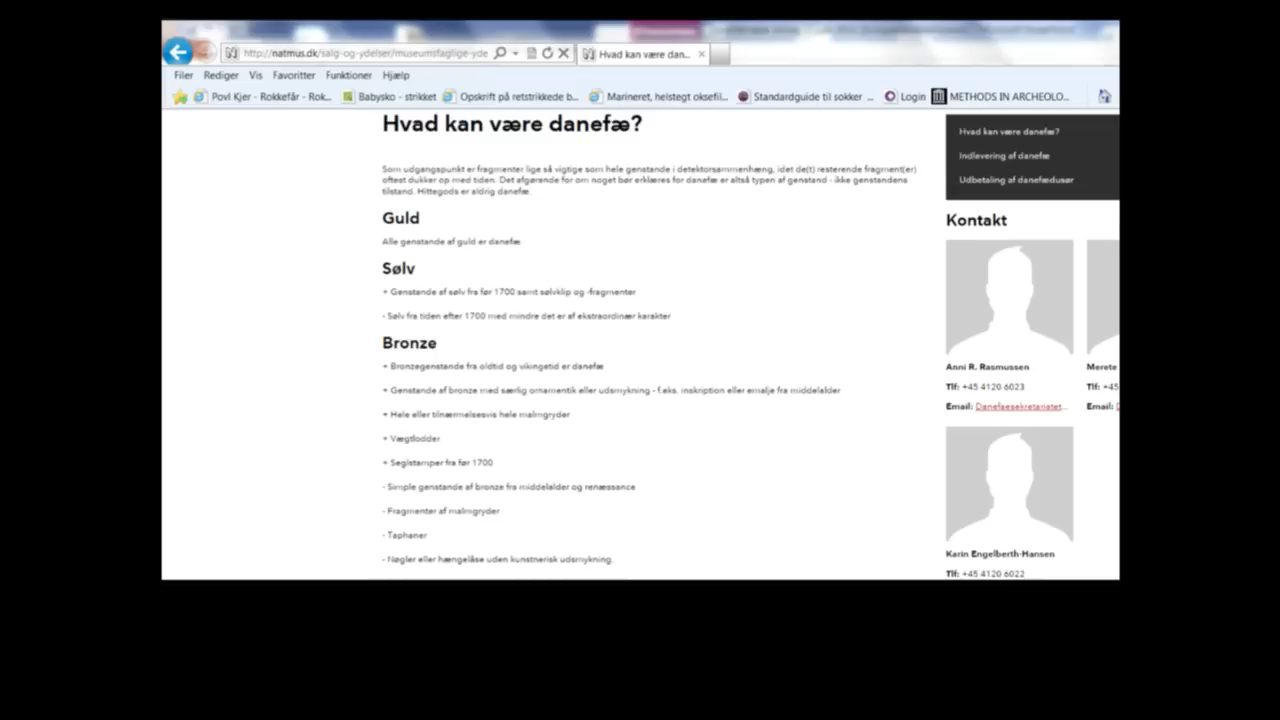 http://natmus.dk/salg-og-ydelser/museumsfaglige-yde
Hvad kan være dan...
Filer Rediger Vis Favoritter Funktioner Hjælp
Povl Kjer - Rokkefår - Rok...
Babysko - strikket
Opskrift på retstrikkede b...
Marineret, helstegt oksefil...
Standardguide til sokker ...
Login
METHODS IN ARCHEOLO...
Hvad kan være danefæ?
Som udgangspunkt er fragmenter lige så vigtige som hele genstande i detektorsammenhæng, idet de(t) resterende fragment(er)
oftest dukker op med tiden. Det afgørende for om noget bør erklæres for danefæ er altså typen af genstand - ikke genstandens
tilstand. Hittegods er aldrig danefæ
Guld
Alle genstande af guld er danefæ
Sølv
+ Genstande af sølv fra før 1700 samt sølvklip og -fragmenter
- Sølv fra tiden efter 1700 med mindre det er af ekstraordinær karakter
Bronze
+ Bronzegenstande fra oldtid og vikingetid er danefæ
+ Genstande af bronze med særlig ornamentik eller udsmykning - f.eks. inskription eller emalje fra middelalder
+ Hele eller tilnærmelsesvis hele malmgryder
+ Vægtlodder
+ Seglstamper fra før 1700
- Simple genstande af bronze fra middelalder og renæssance
- Fragmenter af malmgryder
- Taphaner
- Nøgler eller hængelåse uden kunstnerisk udsmykning.
Hvad kan være danefæ?
Indlevering af danefæ
Udbetaling af danefædusør
Kontakt
Anni R. Rasmussen
Tlf: +45 4120 6023
Email: Danefaesekretariatet...
Merete
Tlf: +45
Email: D
Karin Engelberth-Hansen
Tlf: +45 4120 6022